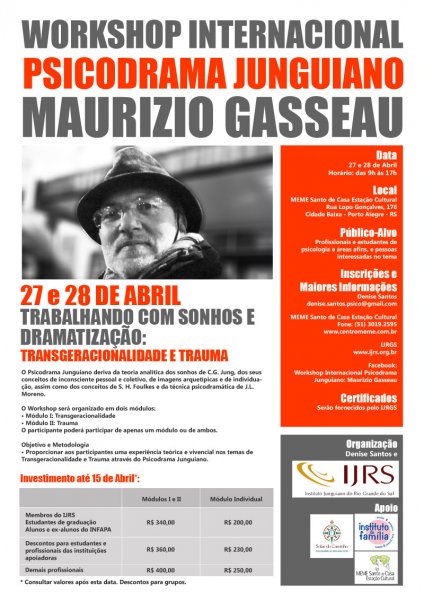 WORKSHOP INTERNACIONAL
PSICODRAMA JUNGUIANO
MAURIZIO GASSEAU
27 e 28 DE ABRIL
TRABALHANDO COM SONHOS E
DRAMATIZAÇÃO:
TRANSGERACIONALIDADE E TRAUMA
O Psicodrama Junguiano deriva da teoria analítica dos sonhos de C.G. Jung, dos seus
conceitos de inconsciente pessoal e coletivo, de imagens arquetípicas e de individua-
ção, assim como dos conceitos de S. H. Foulkes e da técnica psicodramática de J.L.
Moreno.
O Workshop será organizado em dois módulos:
• Módulo I: Transgeracionalidade
• Módulo II: Trauma
O participante poderá participar de apenas um módulo ou de ambos.
Objetivo e Metodologia
• Proporcionar aos participantes uma experiência teórica e vivencial nos temas de
Transgeracionalidade e Trauma através do Psicodrama Junguiano.
Investimento até 15 de Abril*:
Módulos I e II
Módulo Individual
Membros do IJRS
Estudantes de graduação
Alunos e ex-alunos do INFAPA
R$ 340,00
R$ 200,00
Descontos para estudantes e
profissionais das instituições
apoiadoras
R$ 360,00
R$ 230,00
Demais profissionais
R$ 400,00
R$ 250,00
* Consultar valores após esta data. Descontos para grupos.
Data
27 e 28 de Abril
Horário: das 9h às 17h
Local
MEME Santo de Casa Estação Cultural
Rua Lopo Gonçalves, 176
Cidade Baixa - Porto Alegre - RS
Público-Alvo
Profissionais e estudantes de
psicologia e áreas afins, e pessoas
interessadas no tema
Inscrições e
Maiores Informações
Denise Santos
denise.santos.psico@gmail.com
MEME Santo de Casa Estação Cultural
Fone: (51) 3019.2595
www.centromeme.com.br
IJRGS
www.ijrs.org.br
Facebook:
Workshop Internacional Psicodrama
Junguiano: Maurizio Gasseau
Certificados
Serão fornecidos pelo IJRGS
Organização
Denise Santos e
IJRS
Instituto Junguiano do Rio Grande do Sul
Apoio
instituto
da
família
MEME Santo de Casa
Estação Cultural